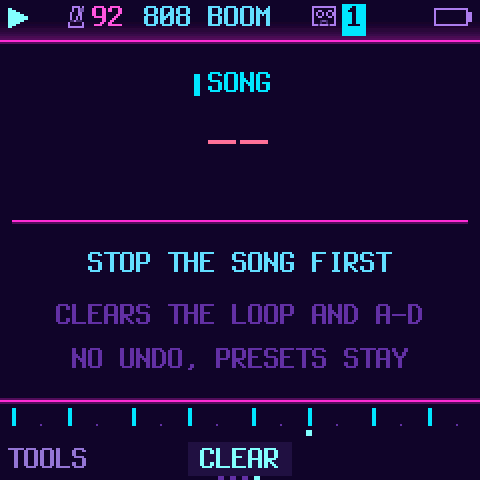 92 808 BOOM 1
SONG
--
STOP THE SONG FIRST
CLEARS THE LOOP AND A-D
NO UNDO, PRESETS STAY
TOOLS CLEAR